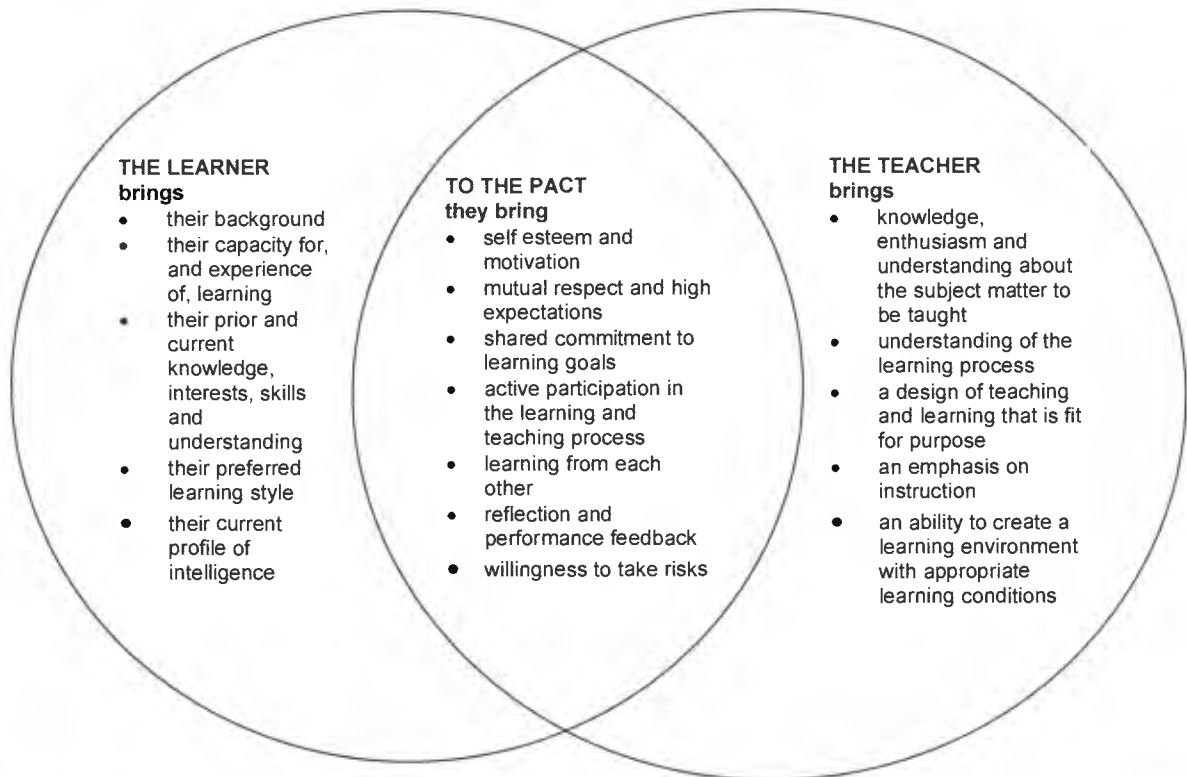 THE LEARNER
brings
• their background
• their capacity for,
and experience
of, learning
• their prior and
current
knowledge,
interests, skills
and
understanding
• their preferred
learning style
• their current
profile of
intelligence
TO THE PACT
they bring
• self esteem and
motivation
• mutual respect and high
expectations
• shared commitment to
learning goals
• active participation in
the learning and
teaching process
• learning from each
other
• reflection and
performance feedback
• willingness to take risks
THE TEACHER
brings
• knowledge,
enthusiasm and
understanding about
the subject matter to
be taught
• understanding of the
learning process
• a design of teaching
and learning that is fit
for purpose
• an emphasis on
instruction
• an ability to create a
learning environment
with appropriate
learning conditions